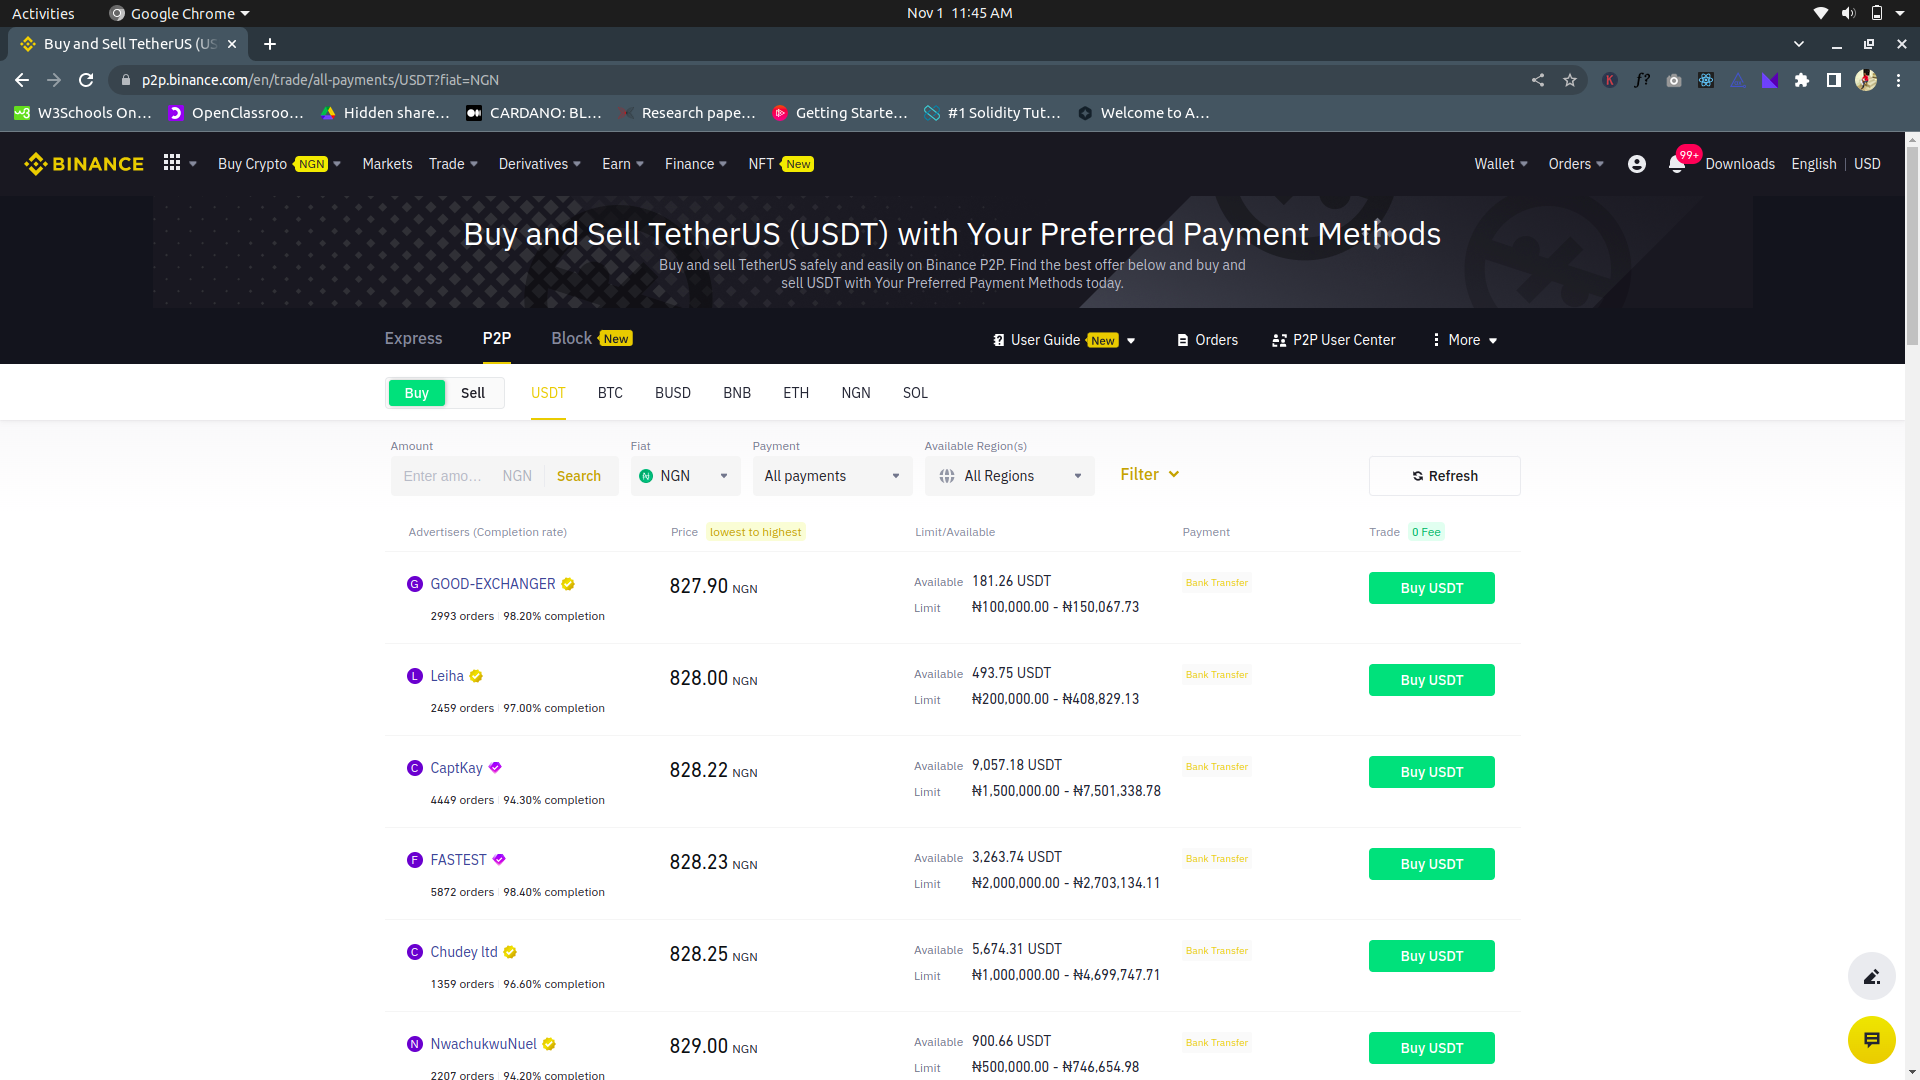 Activities
Google Chrome
Nov 1 11:45 AM
Buy and Sell TetherUS (US
p2p.binance.com/en/trade/all-payments/USDT?fiat=NGN
W3Schools On...
OpenClassroo...
Hidden share...
CARDANO: BL...
Research pape...
Getting Starte...
#1 Solidity Tut...
Welcome to A...
BINANCE
Buy Crypto NGN
Markets
Trade
Derivatives
Earn
Finance
NFT New
Wallet
Orders
99+
Downloads
English
USD
Buy and Sell TetherUS (USDT) with Your Preferred Payment Methods
Buy and sell TetherUS safely and easily on Binance P2P. Find the best offer below and buy and
sell USDT with Your Preferred Payment Methods today.
Express
P2P
Block New
User Guide New
Orders
P2P User Center
More
Buy
Sell
USDT
BTC
BUSD
BNB
ETH
NGN
SOL
Amount
Fiat
Payment
Available Region(s)
Enter amo... NGN Search
NGN
All payments
All Regions
Filter
Refresh
Advertisers (Completion rate)
Price lowest to highest
Limit/Available
Payment
Trade 0 Fee
G GOOD-EXCHANGER
2993 orders 98.20% completion
827.90 NGN
Available 181.26 USDT
Limit ₦100,000.00 - ₦150,067.73
Bank Transfer
Buy USDT
L Leiha
2459 orders 97.00% completion
828.00 NGN
Available 493.75 USDT
Limit ₦200,000.00 - ₦408,829.13
Bank Transfer
Buy USDT
C CaptKay
4449 orders 94.30% completion
828.22 NGN
Available 9,057.18 USDT
Limit ₦1,500,000.00 - ₦7,501,338.78
Bank Transfer
Buy USDT
F FASTEST
5872 orders 98.40% completion
828.23 NGN
Available 3,263.74 USDT
Limit ₦2,000,000.00 - ₦2,703,134.11
Bank Transfer
Buy USDT
C Chudey ltd
1359 orders 96.60% completion
828.25 NGN
Available 5,674.31 USDT
Limit ₦1,000,000.00 - ₦4,699,747.71
Bank Transfer
Buy USDT
N NwachukwuNuel
2207 orders 94.20% completion
829.00 NGN
Available 900.66 USDT
Limit ₦500,000.00 - ₦746,654.98
Bank Transfer
Buy USDT